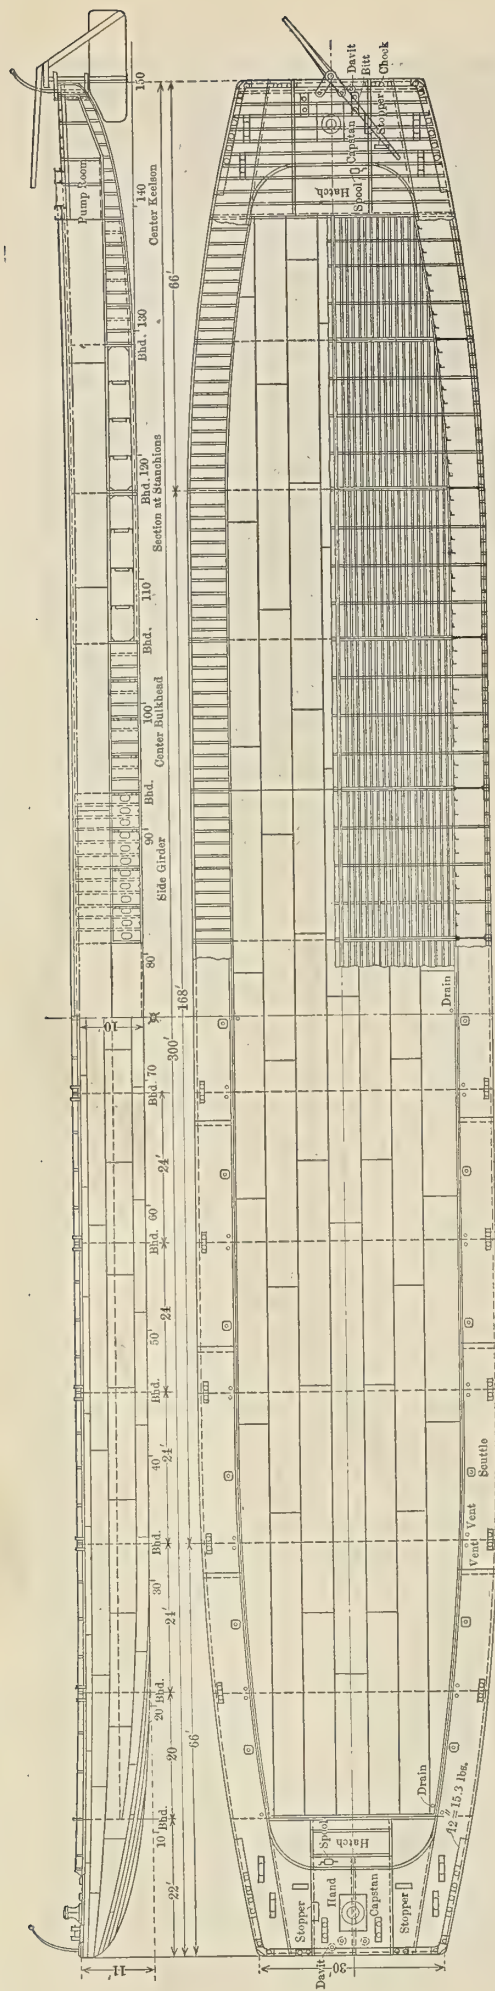 Pump Room
150
140'
Center Keelson
Bhd. 130
Bhd. 120'
Section at Stanchions
110'
Bhd.
100'
Center Bulkhead
Bhd.
90'
Side Girder
80'
10'
Bhd. 70
Bhd. 60'
50'
Bhd.
40'
Bhd.
30'
20' Bhd.
10' Bhd.
11
66'
168'
300'
24'
24
24'
24'
20
22'
66'
Davit
Bitt
Chock
Stopper
Capstan
Spool
Hatch
Drain
Scuttle
Vent
Vent
Drain
12" = 15.3 lbs.
Spool
Hatch
Stopper
Hand
Capstan
Stopper
Davit
30